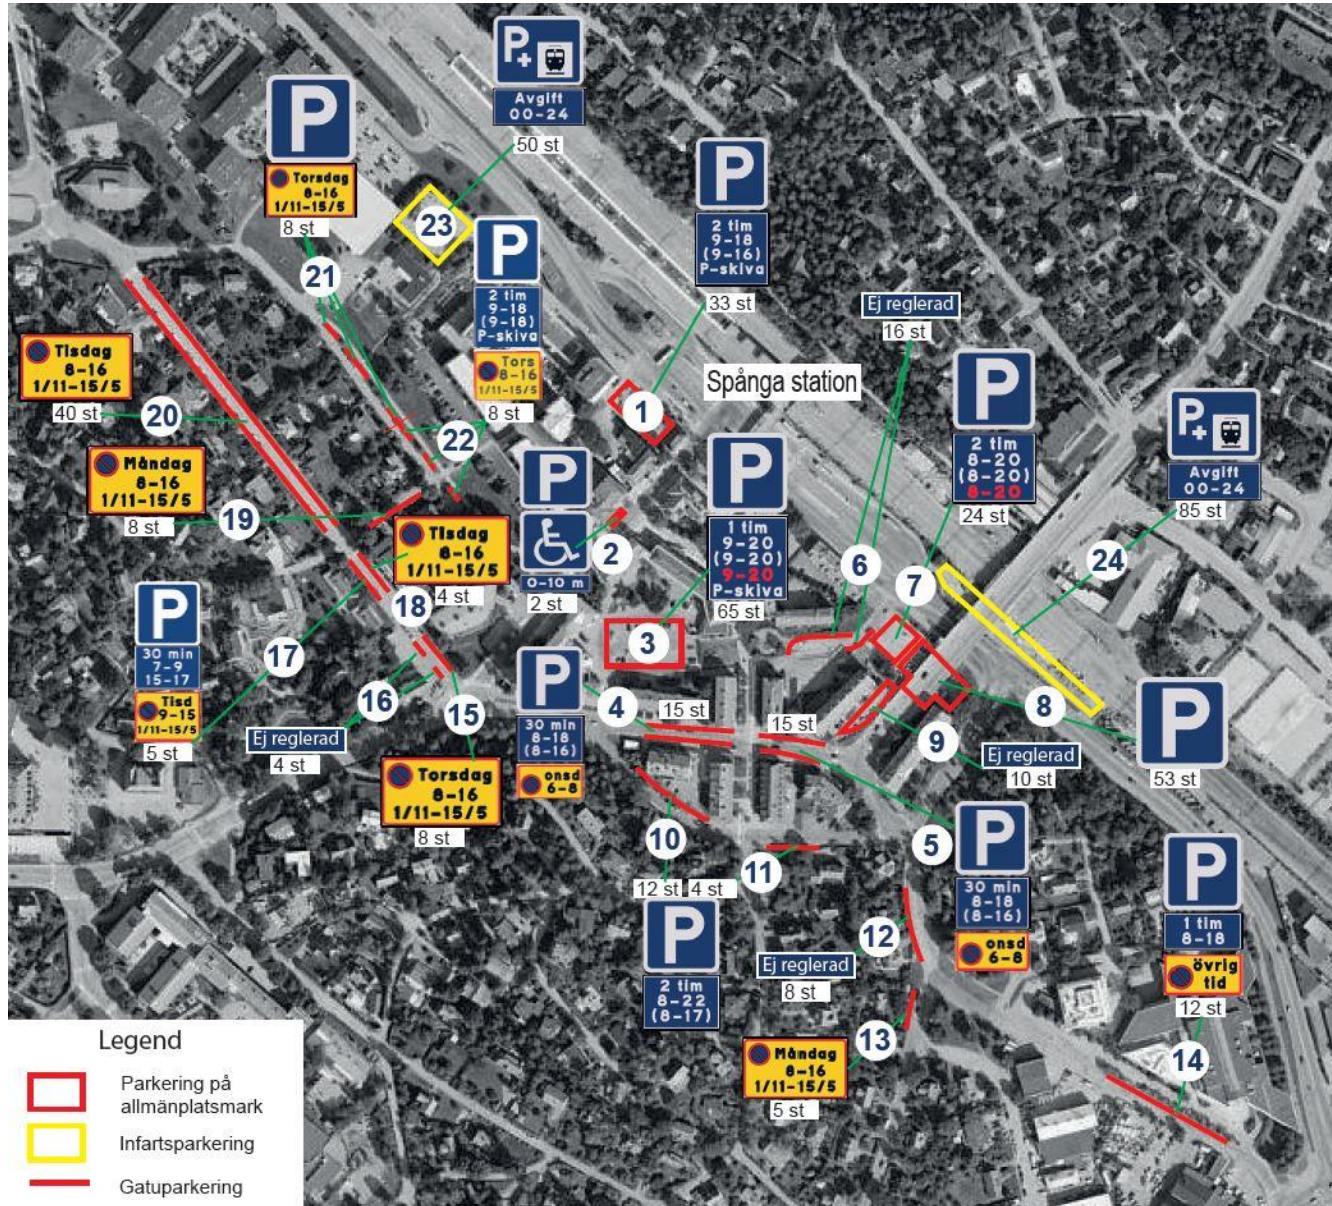 P+
Avgift
00-24
50 st
P
Torsdag
8-16
1/11-15/5
8 st
21
23
P
2 tim
9-18
(9-18)
P-skiva
Tors
8-16
1/11-15/5
8 st
22
P
2 tim
9-18
(9-16)
P-skiva
33 st
1
Spånga station
Ej reglerad
16 st
6
P
2 tim
8-20
(8-20)
8-20
24 st
7
P+
Avgift
00-24
85 st
24
Tisdag
8-16
1/11-15/5
40 st
20
Måndag
8-16
1/11-15/5
8 st
19
Tisdag
8-16
1/11-15/5
4 st
18
P
0-10 m
2 st
2
P
1 tim
9-20
(9-20)
9-20
P-skiva
65 st
3
P
30 min
7-9
15-17
Tisd
9-15
1/11-15/5
5 st
17
16
Ej reglerad
4 st
15
Torsdag
8-16
1/11-15/5
8 st
P
30 min
8-18
(8-16)
onsd
6-8
4
15 st
15 st
9
Ej reglerad
10 st
8
P
53 st
10
12 st
P
2 tim
8-22
(8-17)
4 st
11
5
P
30 min
8-18
(8-16)
onsd
6-8
12
Ej reglerad
8 st
13
Måndag
8-16
1/11-15/5
5 st
P
1 tim
8-18
övrig
tid
12 st
14
Legend
Parkering på
allmänplatsmark
Infartsparkering
Gatuparkering